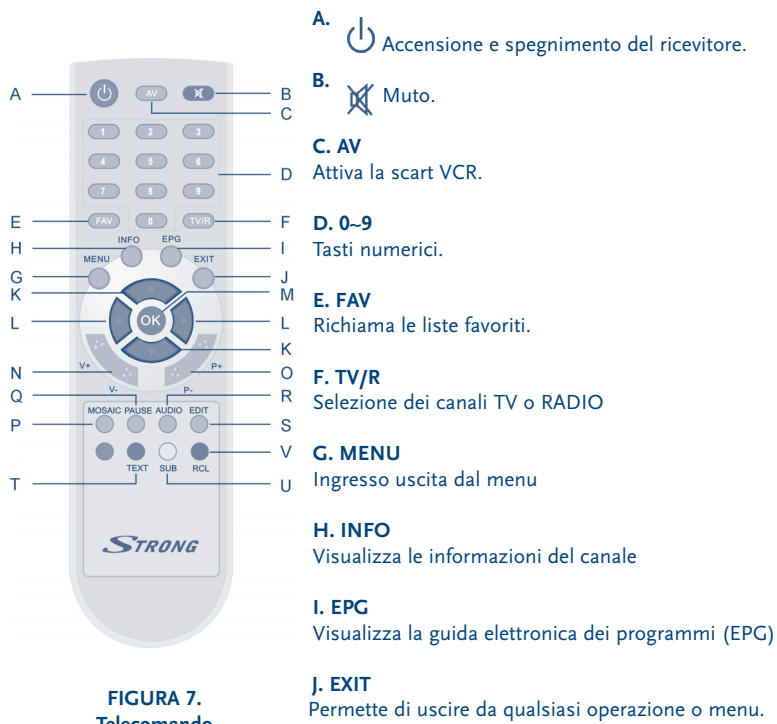 A.
Accensione e spegnimento del ricevitore.
B.
Muto.
C. AV
Attiva la scart VCR.
D. 0~9
Tasti numerici.
E. FAV
Richiama le liste favoriti.
F. TV/R
Selezione dei canali TV o RADIO
G. MENU
Ingresso uscita dal menu
H. INFO
Visualizza le informazioni del canale
I. EPG
Visualizza la guida elettronica dei programmi (EPG)
J. EXIT
Permette di uscire da qualsiasi operazione o menu.
A
AV
B
C
1 2 3
4 5 6
D
7 8 9
E
FAV 0 TV/R
F
H
INFO EPG
I
MENU EXIT
G
J
K
M
L
OK
L
K
N
V+
P+
O
V-
P-
Q
R
P
MOSAIC PAUSE AUDIO EDIT
S
V
TEXT SUB RCL
T
U
STRONG
FIGURA 7.
Telecomando